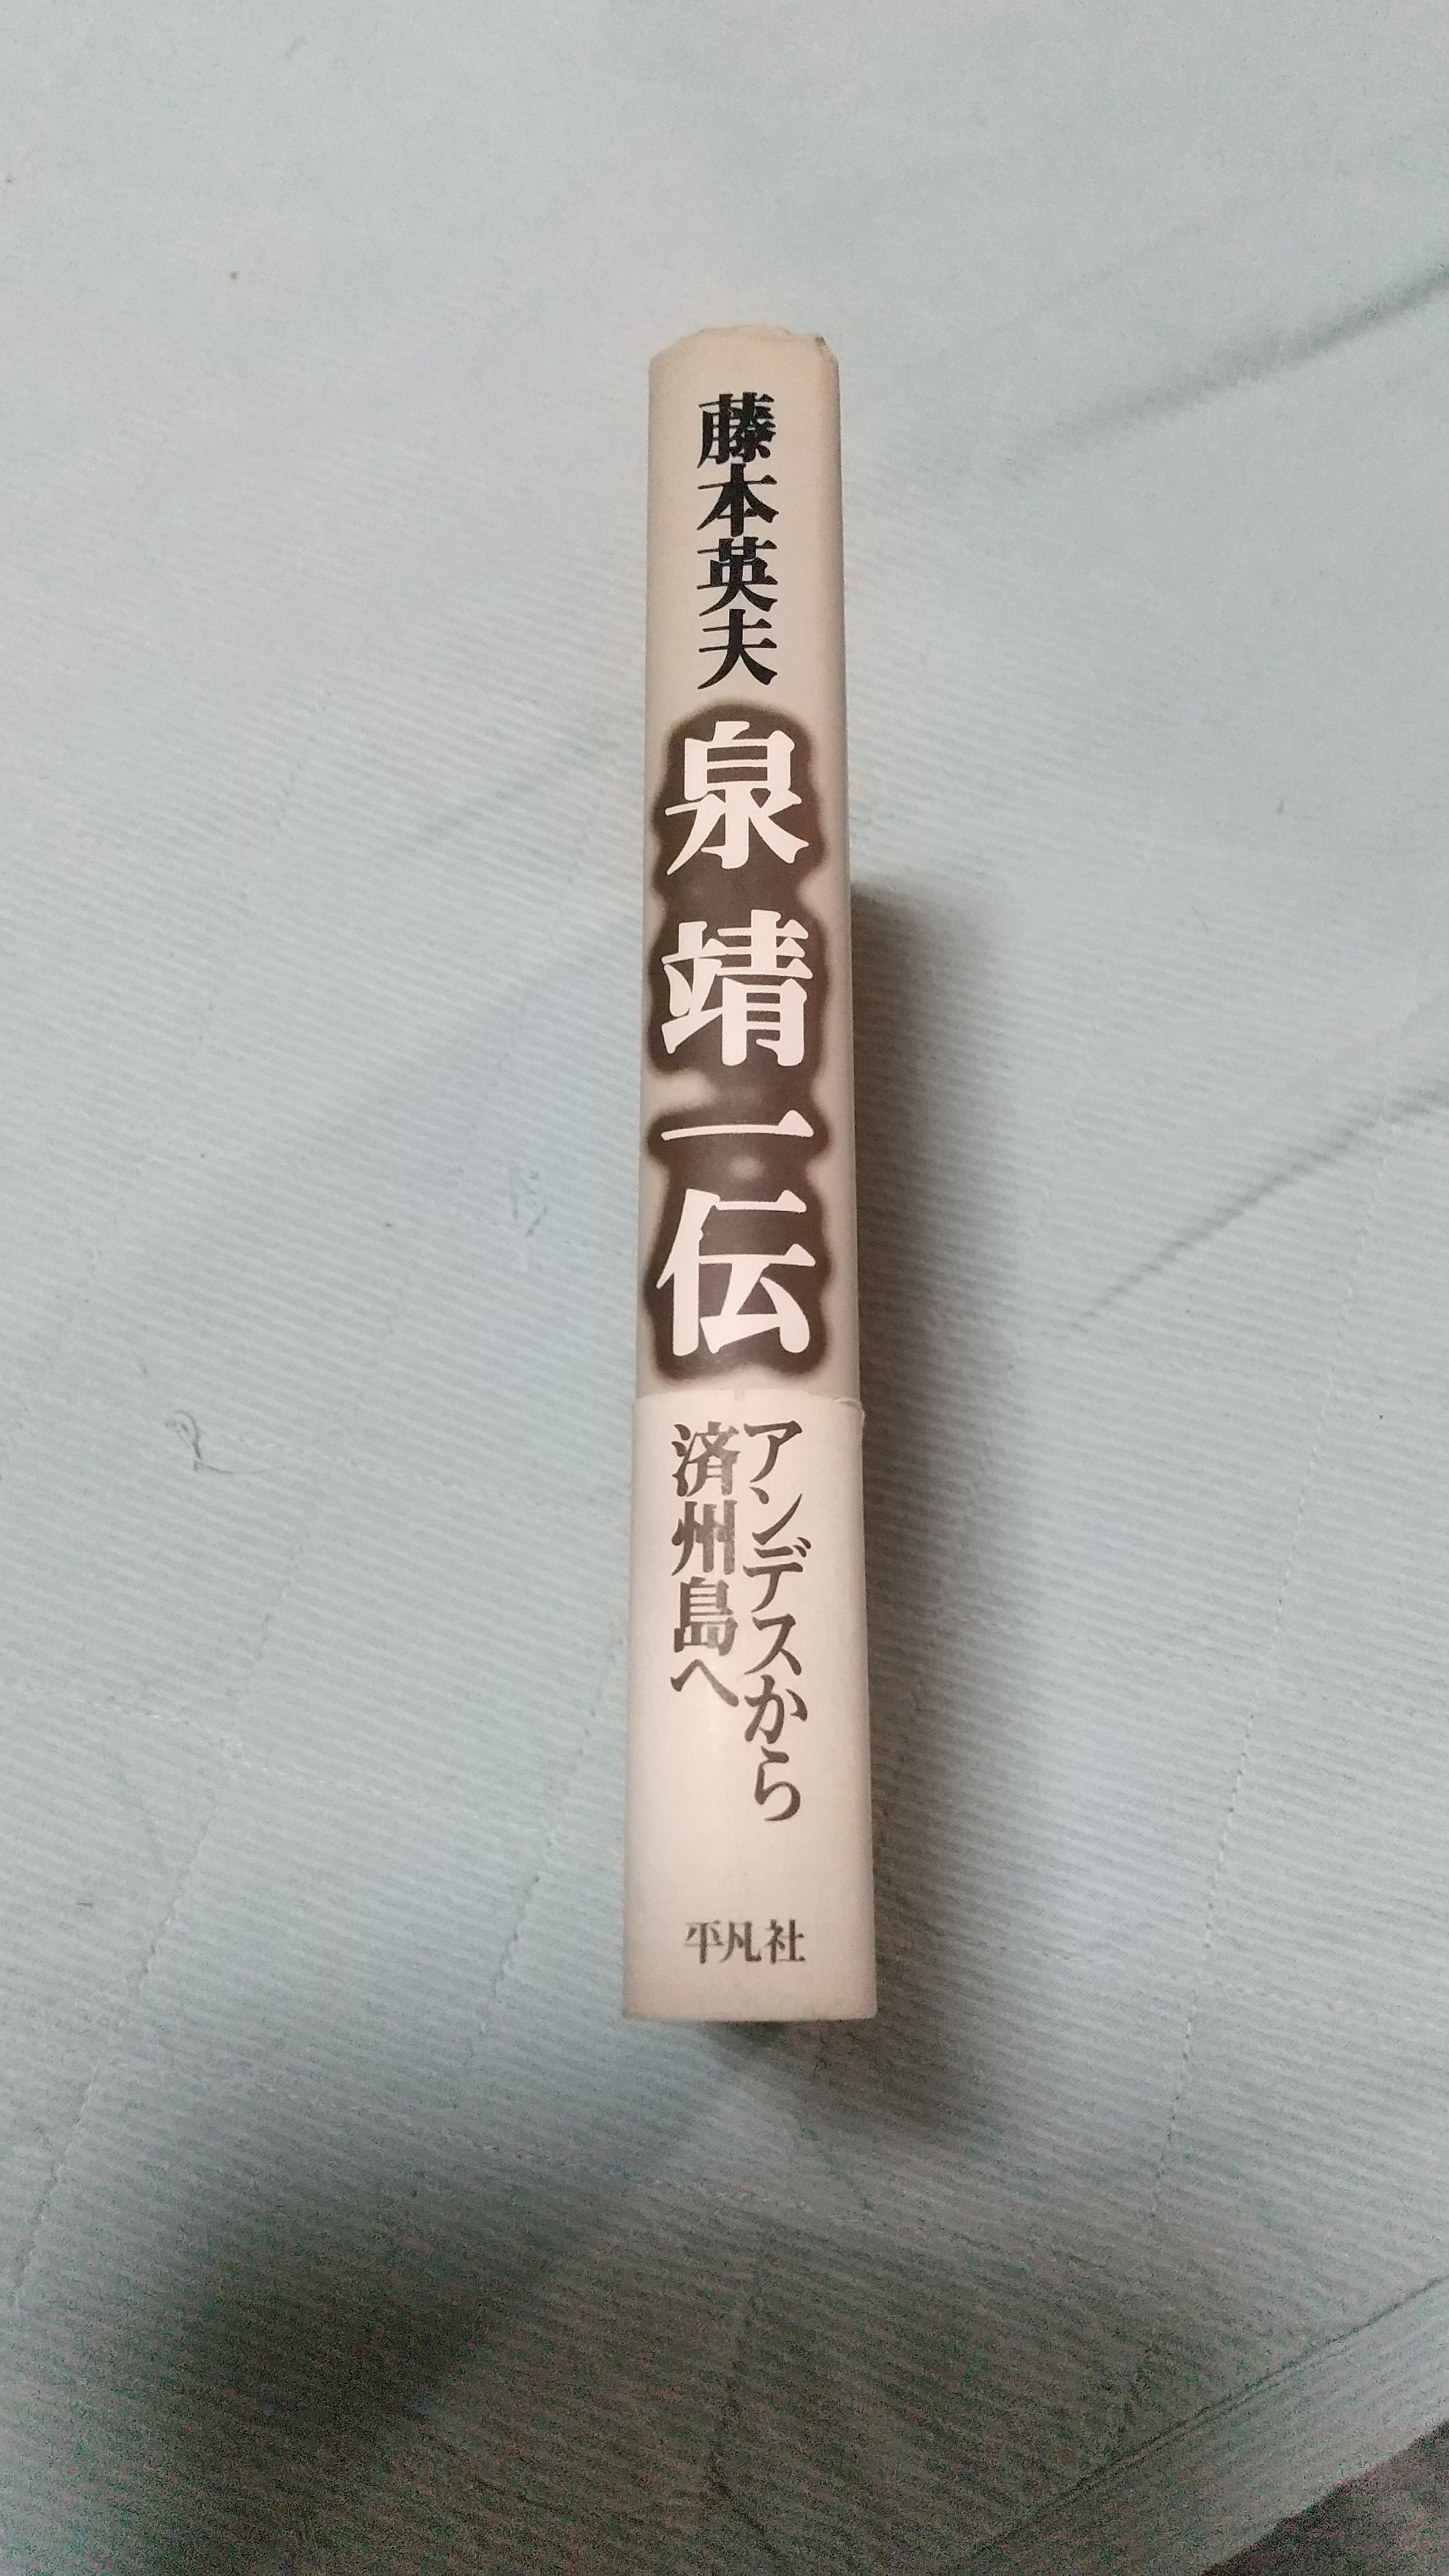 藤本英夫
泉靖一伝
アンデスから
済州島へ
平凡社